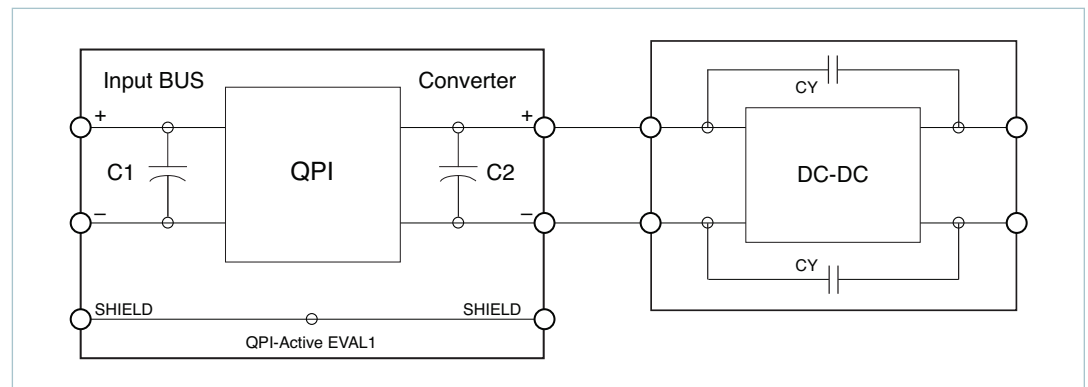 Input BUS
Converter
+
+
C1
QPI
C2
–
–
SHIELD
SHIELD
QPI-Active EVAL1
CY
DC-DC
CY